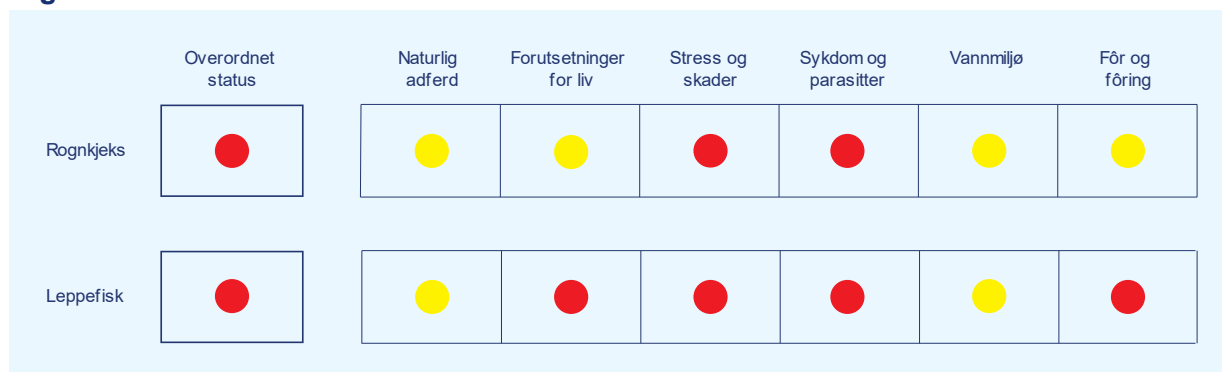 Overordnet
status
Naturlig
adferd
Forutsetninger
for liv
Stress og
skader
Sykdom og
parasitter
Vannmiljø
Fôr og
fôring
Rognkjeks
Leppefisk